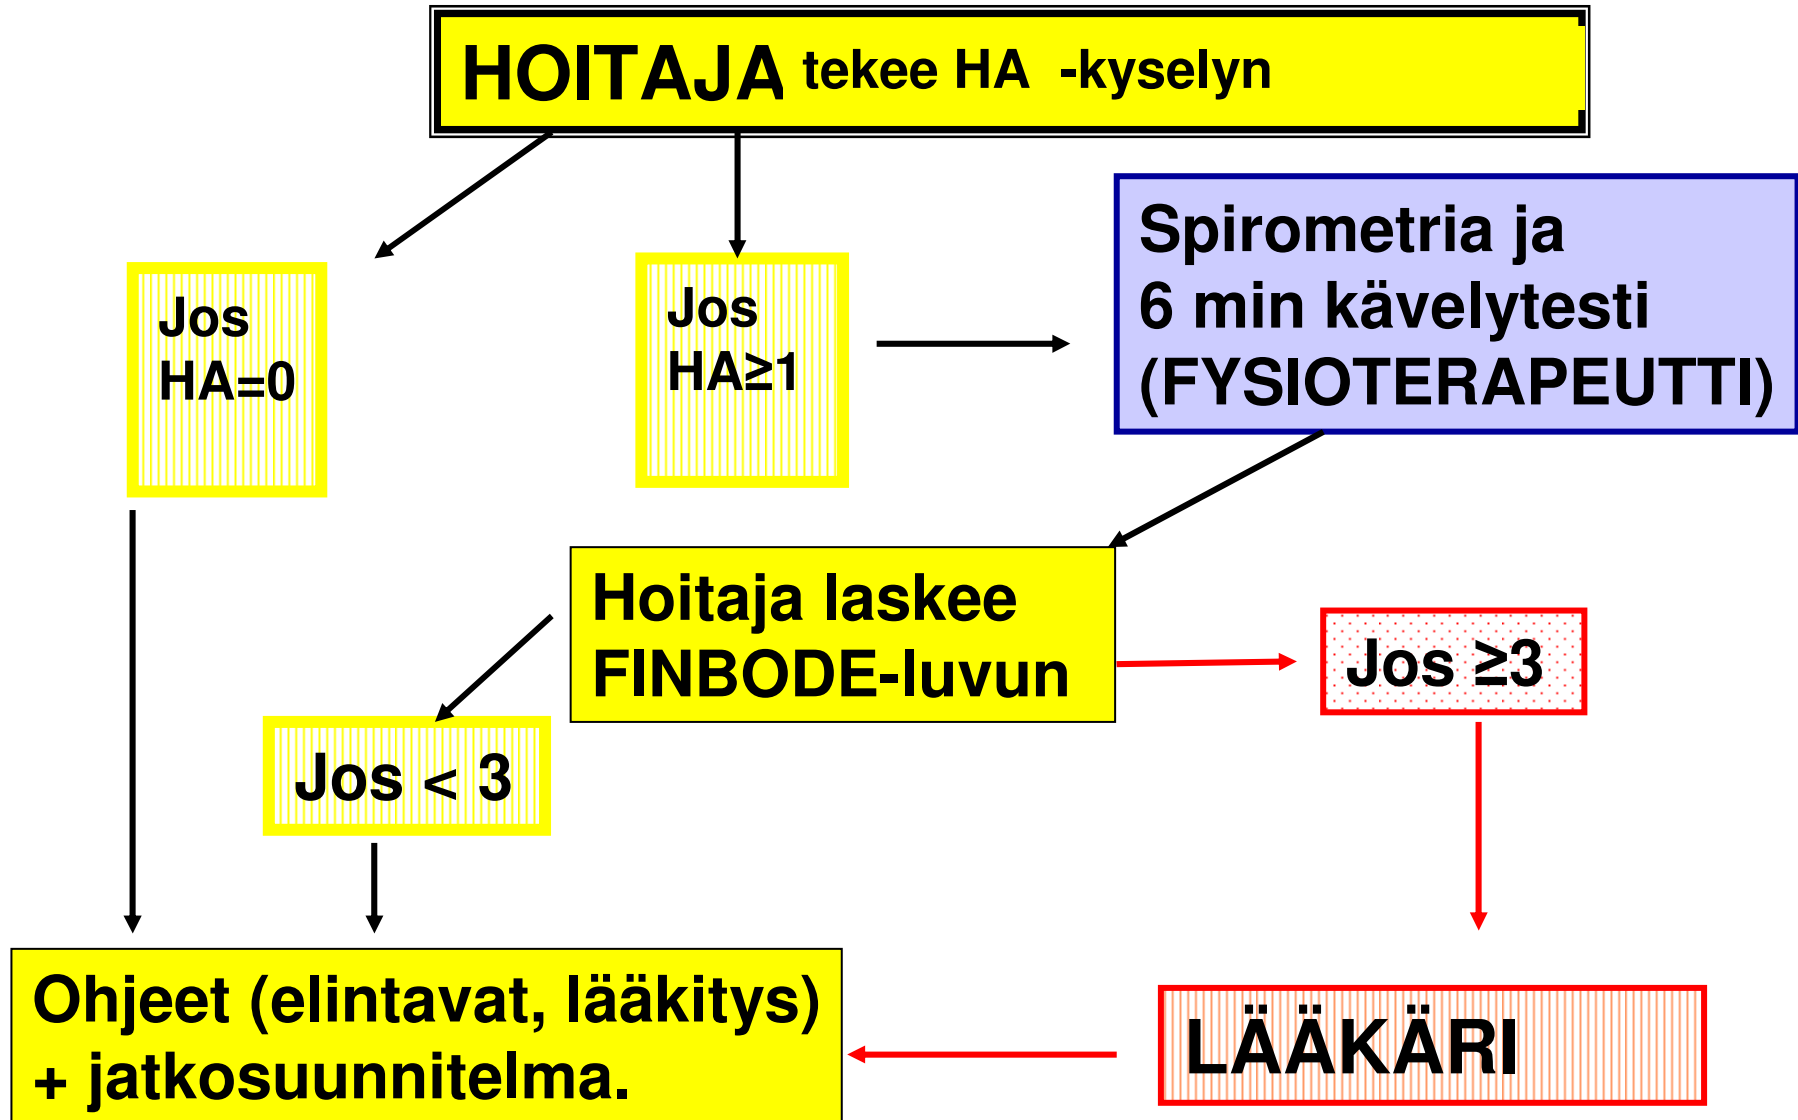 HOITAJA tekee HA -kyselyn
Jos
HA=0
Jos
HA≥1
Spirometria ja
6 min kävelytesti
(FYSIOTERAPEUTTI)
Hoitaja laskee
FINBODE-luvun
Jos ≥3
Jos < 3
Ohjeet (elintavat, lääkitys)
+ jatkosuunnitelma.
LÄÄKÄRI